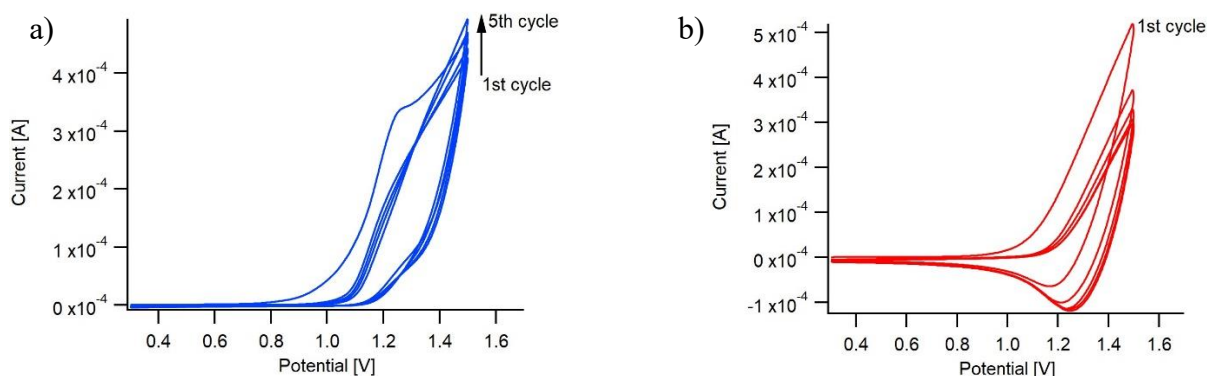 a)
5th cycle
1st cycle
4 x10⁻⁴
3 x10⁻⁴
2 x10⁻⁴
1 x10⁻⁴
0 x10⁻⁴
Current [A]
0.4 0.6 0.8 1.0 1.2 1.4 1.6
Potential [V]
b)
1st cycle
5 x10⁻⁴
4 x10⁻⁴
3 x10⁻⁴
2 x10⁻⁴
1 x10⁻⁴
0 x10⁻⁴
-1 x10⁻⁴
Current [A]
0.4 0.6 0.8 1.0 1.2 1.4 1.6
Potential [V]